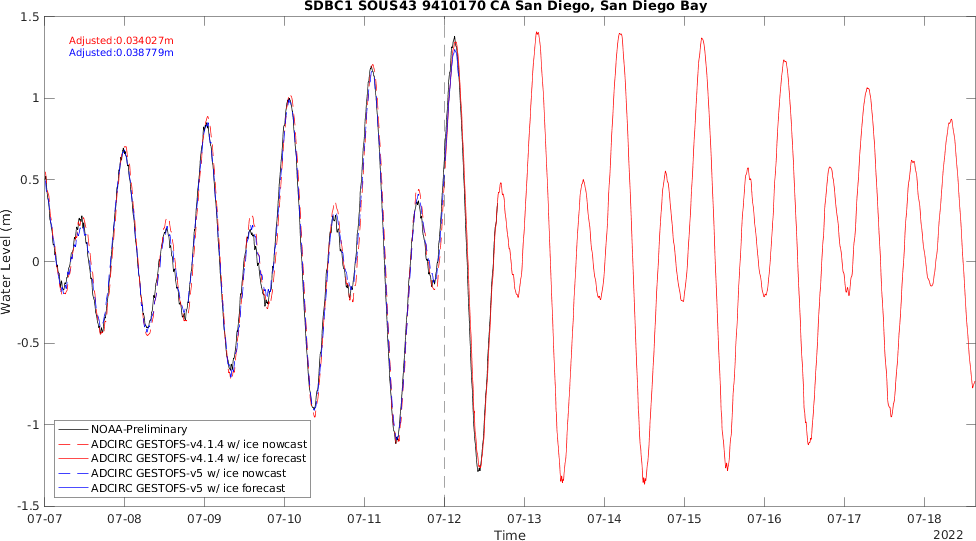 SDBC1 SOUS43 9410170 CA San Diego, San Diego Bay
Adjusted:0.034027m
Adjusted:0.038779m
Water Level (m)
1.5
1
0.5
0
-0.5
-1
-1.5
NOAA-Preliminary
ADCIRC GESTOFS-v4.1.4 w/ ice nowcast
ADCIRC GESTOFS-v4.1.4 w/ ice forecast
ADCIRC GESTOFS-v5 w/ ice nowcast
ADCIRC GESTOFS-v5 w/ ice forecast
07-07 07-08 07-09 07-10 07-11 07-12 07-13 07-14 07-15 07-16 07-17 07-18
Time
2022